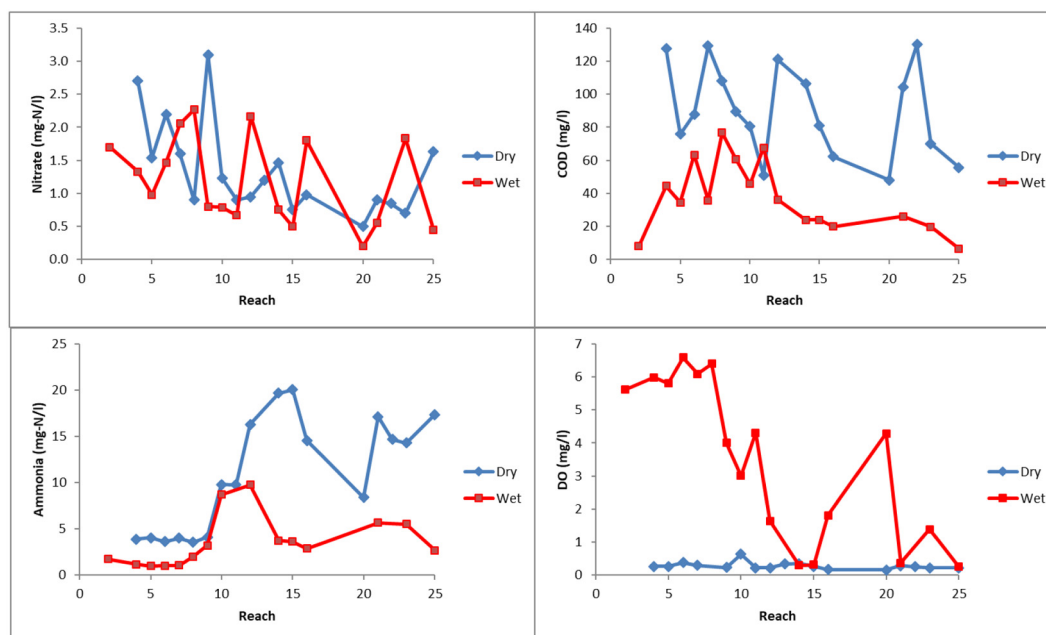 3.5
3.0
2.5
2.0
1.5
1.0
0.5
0.0
Nitrate (mg-N/l)
0 5 10 15 20 25
Reach
Dry
Wet
140
120
100
80
60
40
20
0
COD (mg/l)
0 5 10 15 20 25
Reach
Dry
Wet
25
20
15
10
5
0
Ammonia (mg-N/l)
0 5 10 15 20 25
Reach
Dry
Wet
7
6
5
4
3
2
1
0
DO (mg/l)
0 5 10 15 20 25
Reach
Dry
Wet